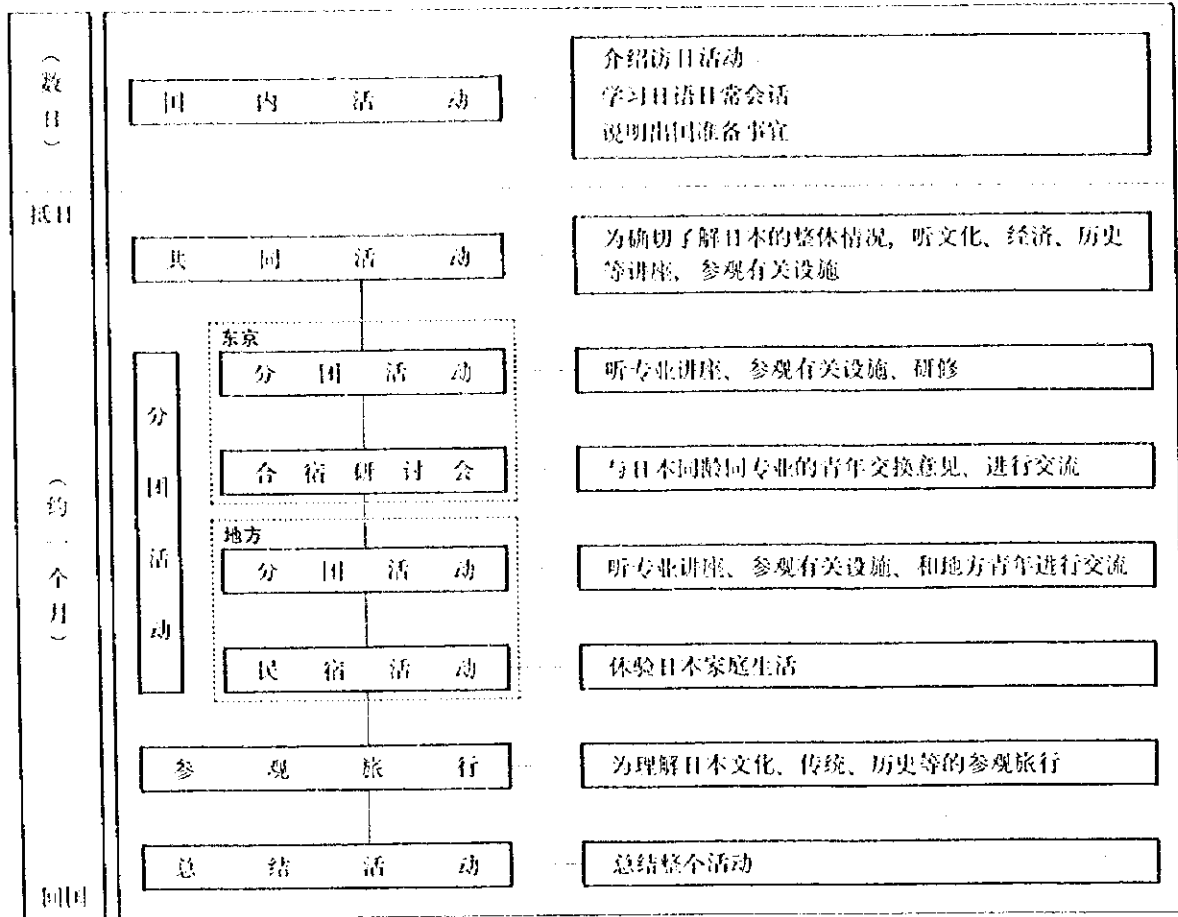 （数日）
国内活动
介绍访日活动
学习日语日常会话
说明出国准备事宜
抵日
共同活动
为确切了解日本的整体情况，听文化、经济、历史
等讲座、参观有关设施
（约一个月）
分团活动
东京
分团活动
听专业讲座、参观有关设施、研修
合宿研讨会
与日本同龄同专业的青年交换意见、进行交流
地方
分团活动
听专业讲座、参观有关设施、和地方青年进行交流
民宿活动
体验日本家庭生活
参观旅行
为理解日本文化、传统、历史等的参观旅行
总结活动
总结整个活动
回国